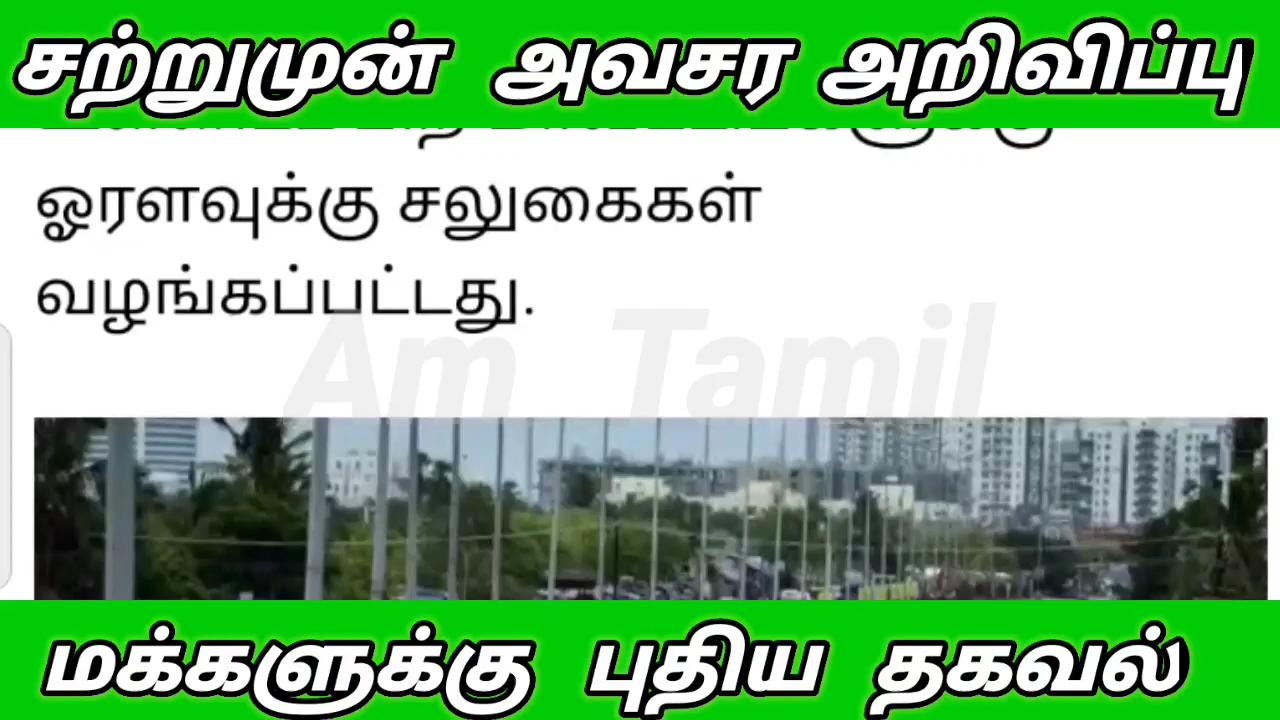 சற்றுமுன் அவசர அறிவிப்பு
ஓரளவுக்கு சலுகைகள்
வழங்கப்பட்டது.
Am Tamil
மக்களுக்கு புதிய தகவல்